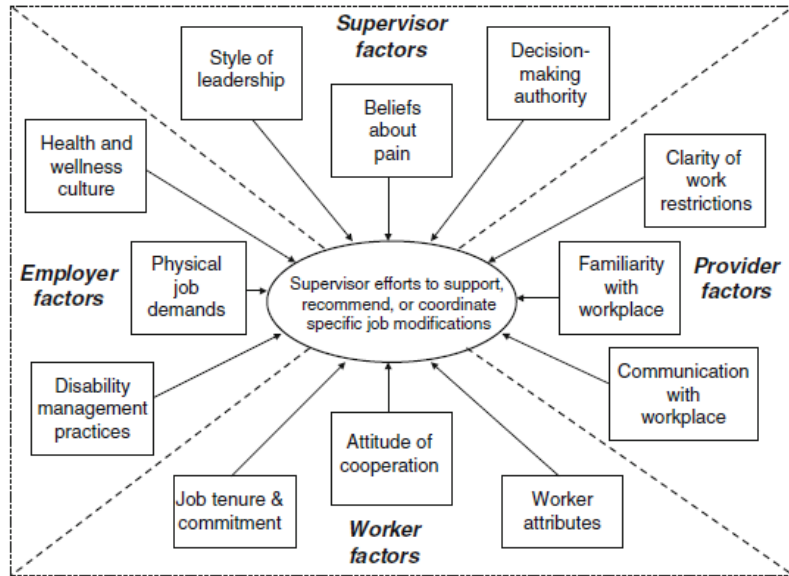 Supervisor
factors
Style of
leadership
Decision-
making
authority
Beliefs
about
pain
Health and
wellness
culture
Clarity of
work
restrictions
Employer
factors
Physical
job
demands
Supervisor efforts to support,
recommend, or coordinate
specific job modifications
Familiarity
with
workplace
Provider
factors
Disability
management
practices
Communication
with
workplace
Attitude of
cooperation
Job tenure &
commitment
Worker
attributes
Worker
factors